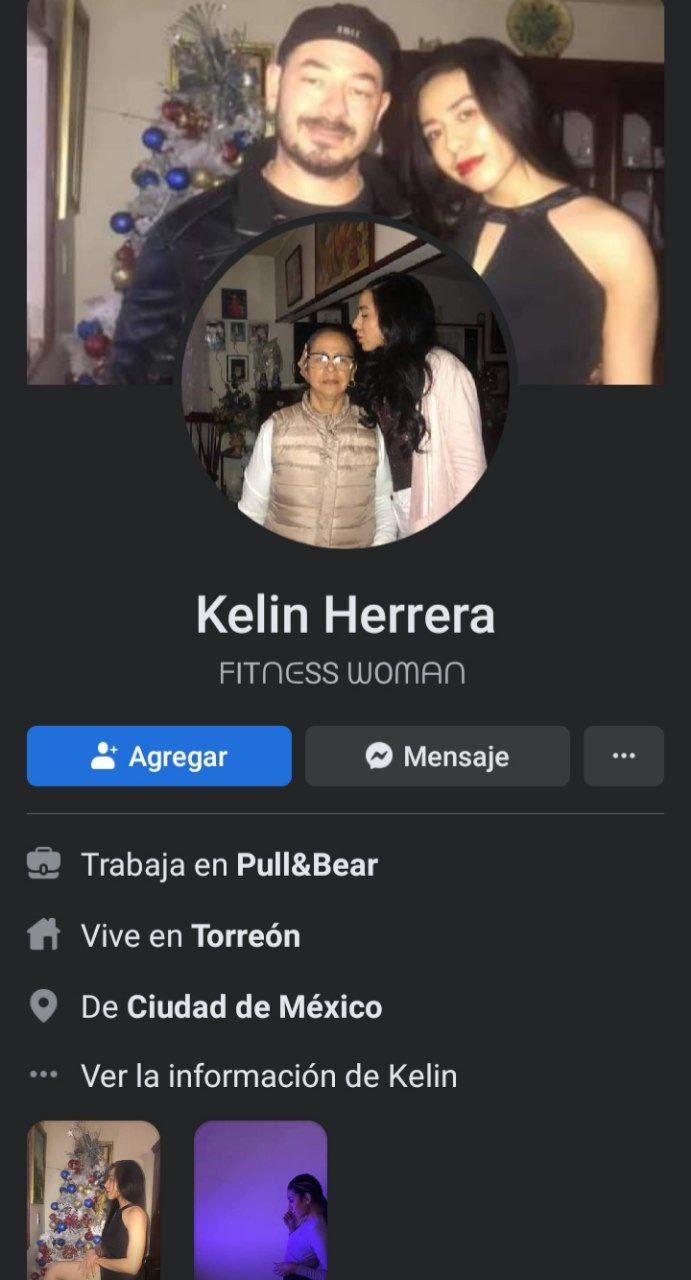 Kelin Herrera
FITNESS WOMAN
Agregar
Mensaje
Trabaja en Pull&Bear
Vive en Torreón
De Ciudad de México
Ver la información de Kelin